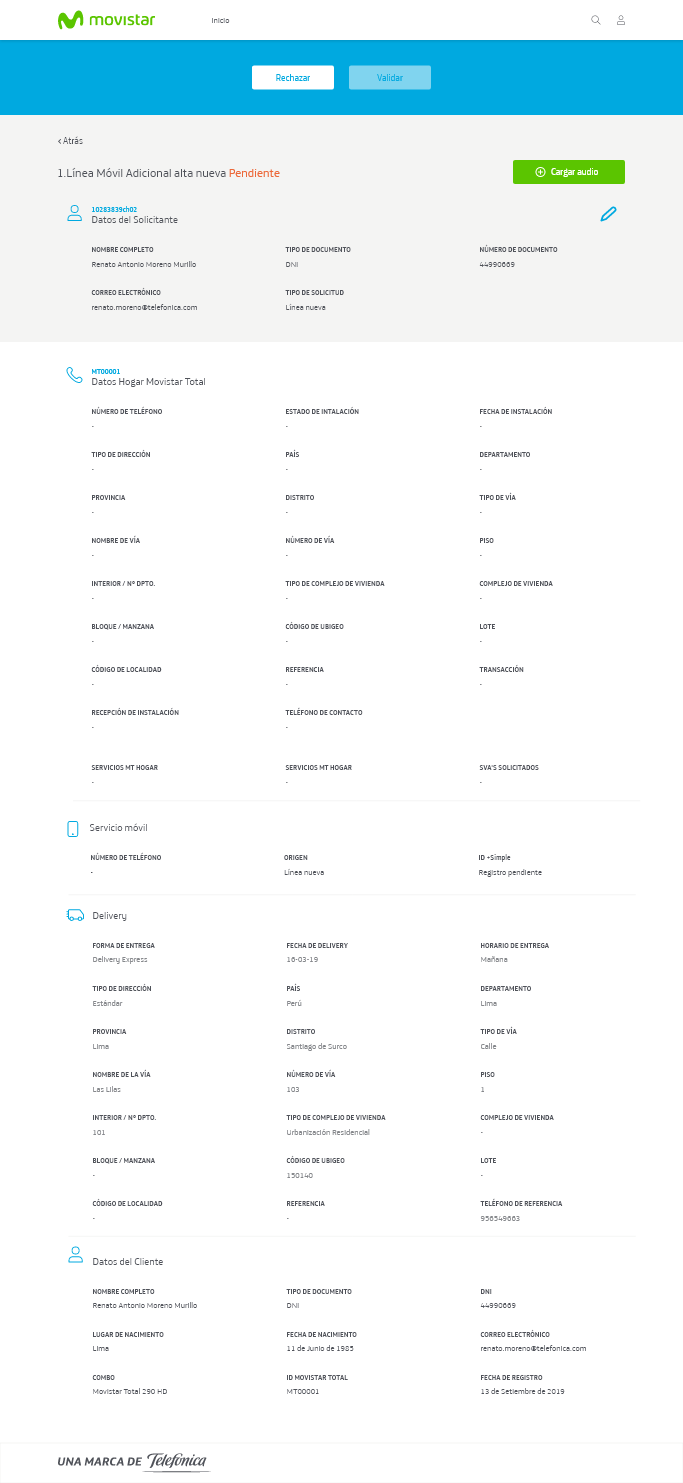 movistar
Inicio
Rechazar
Validar
‹ Atrás
1.Línea Móvil Adicional alta nueva Pendiente
Cargar audio
10283839ch02
Datos del Solicitante
NOMBRE COMPLETO TIPO DE DOCUMENTO NÚMERO DE DOCUMENTO
Renato Antonio Moreno Murillo DNI 44990669
CORREO ELECTRÓNICO TIPO DE SOLICITUD
renato.moreno@telefonica.com Línea nueva
MT00001
Datos Hogar Movistar Total
NÚMERO DE TELÉFONO ESTADO DE INTALACIÓN FECHA DE INSTALACIÓN
- - -
TIPO DE DIRECCIÓN PAÍS DEPARTAMENTO
- - -
PROVINCIA DISTRITO TIPO DE VÍA
- - -
NOMBRE DE VÍA NÚMERO DE VÍA PISO
- - -
INTERIOR / Nº DPTO. TIPO DE COMPLEJO DE VIVIENDA COMPLEJO DE VIVIENDA
- - -
BLOQUE / MANZANA CÓDIGO DE UBIGEO LOTE
- - -
CÓDIGO DE LOCALIDAD REFERENCIA TRANSACCIÓN
- - -
RECEPCIÓN DE INSTALACIÓN TELÉFONO DE CONTACTO
- -
SERVICIOS MT HOGAR SERVICIOS MT HOGAR SVA'S SOLICITADOS
- - -
Servicio móvil
NÚMERO DE TELÉFONO ORIGEN ID +Simple
- Línea nueva Registro pendiente
Delivery
FORMA DE ENTREGA FECHA DE DELIVERY HORARIO DE ENTREGA
Delivery Express 16-03-19 Mañana
TIPO DE DIRECCIÓN PAÍS DEPARTAMENTO
Estándar Perú Lima
PROVINCIA DISTRITO TIPO DE VÍA
Lima Santiago de Surco Calle
NOMBRE DE LA VÍA NÚMERO DE VÍA PISO
Las Lilas 103 1
INTERIOR / Nº DPTO. TIPO DE COMPLEJO DE VIVIENDA COMPLEJO DE VIVIENDA
101 Urbanización Residencial -
BLOQUE / MANZANA CÓDIGO DE UBIGEO LOTE
- 150140 -
CÓDIGO DE LOCALIDAD REFERENCIA TELÉFONO DE REFERENCIA
- - 956549663
Datos del Cliente
NOMBRE COMPLETO TIPO DE DOCUMENTO DNI
Renato Antonio Moreno Murillo DNI 44990669
LUGAR DE NACIMIENTO FECHA DE NACIMIENTO CORREO ELECTRÓNICO
Lima 11 de Junio de 1985 renato.moreno@telefonica.com
COMBO ID MOVISTAR TOTAL FECHA DE REGISTRO
Movistar Total 290 HD MT00001 13 de Setiembre de 2019
UNA MARCA DE Telefónica